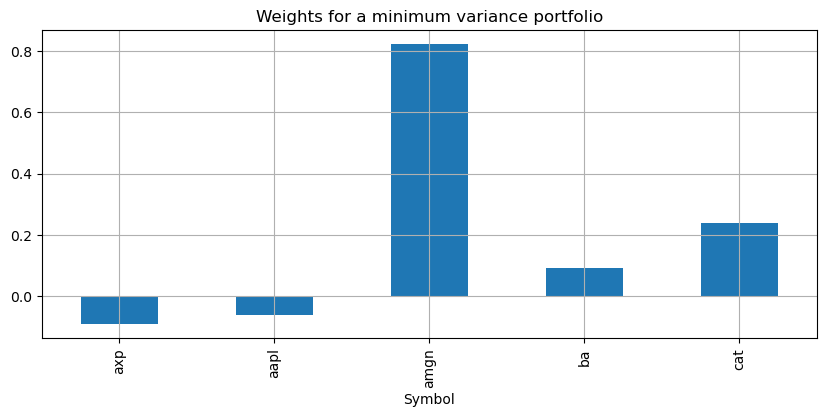 Weights for a minimum variance portfolio
0.8
0.6
0.4
0.2
0.0
axp
aapl
amgn
ba
cat
Symbol